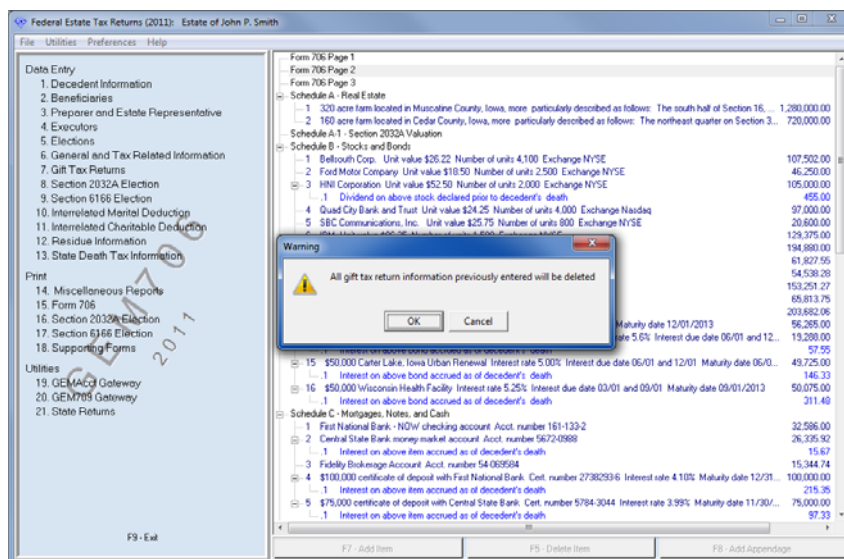 Federal Estate Tax Returns (2011): Estate of John P. Smith
File Utilities Preferences Help
Data Entry
1. Decedent Information
2. Beneficiaries
3. Preparer and Estate Representative
4. Executors
5. Elections
6. General and Tax Related Information
7. Gift Tax Returns
8. Section 2032A Election
9. Section 6166 Election
10. Interrelated Marital Deduction
11. Interrelated Charitable Deduction
12. Residue Information
13. State Death Tax Information
Print
14. Miscellaneous Reports
15. Form 706
16. Section 2032A Election
17. Section 6166 Election
18. Supporting Forms
Utilities
19. GEMAcct Gateway
20. GEM709 Gateway
21. State Returns
GEM706
2011
F9 - Exit
Form 706 Page 1
Form 706 Page 2
Form 706 Page 3
Schedule A - Real Estate
1 320 acre farm located in Muscatine County, Iowa, more particularly described as follows: The south half of Section 16, ... 1,280,000.00
2 160 acre farm located in Cedar County, Iowa, more particularly described as follows: The northeast quarter on Section 3... 720,000.00
Schedule A-1 - Section 2032A Valuation
Schedule B - Stocks and Bonds
1 Bellsouth Corp. Unit value $26.22 Number of units 4,100 Exchange NYSE 107,502.00
2 Ford Motor Company Unit value $18.50 Number of units 2,500 Exchange NYSE 46,250.00
3 HNI Corporation Unit value $52.50 Number of units 2,000 Exchange NYSE 105,000.00
.1 Dividend on above stock declared prior to decedent's death 455.00
4 Quad City Bank and Trust Unit value $24.25 Number of units 4,000 Exchange Nasdaq 97,000.00
5 SBC Communications, Inc. Unit value $25.75 Number of units 800 Exchange NYSE 20,600.00
129,375.00
Warning
All gift tax return information previously entered will be deleted
OK Cancel
194,880.00
61,827.55
54,538.28
153,251.27
65,813.75
203,682.06
Maturity date 12/01/2013 56,265.00
rate 5.6% Interest due date 06/01 and 12... 19,280.00
.1 Interest on above bond accrued as of decedent's death 57.55
15 $50,000 Carter Lake, Iowa Urban Renewal Interest rate 5.00% Interest due date 06/01 and 12/01 Maturity date 06/0... 49,725.00
.1 Interest on above bond accrued as of decedent's death 146.33
16 $50,000 Wisconsin Health Facility Interest rate 5.25% Interest due date 03/01 and 09/01 Maturity date 09/01/2013 50,075.00
.1 Interest on above bond accrued as of decedent's death 311.48
Schedule C - Mortgages, Notes, and Cash
1 First National Bank - NOW checking account Acct. number 161-133-2 32,586.00
2 Central State Bank money market account Acct. number 5672-0988 26,335.92
.1 Interest on above item accrued as of decedent's death 15.67
3 Fidelity Brokerage Account Acct. number 54-069584 15,344.74
4 $100,000 certificate of deposit with First National Bank Cert. number 2738293-6 Interest rate 4.10% Maturity date 12/31... 100,000.00
.1 Interest on above item accrued as of decedent's death 215.35
5 $75,000 certificate of deposit with Central State Bank Cert. number 5784-3044 Interest rate 3.99% Maturity date 11/30/... 75,000.00
.1 Interest on above item accrued as of decedent's death 97.33
F7 - Add Item F5 - Delete Item F8 - Add Appendage